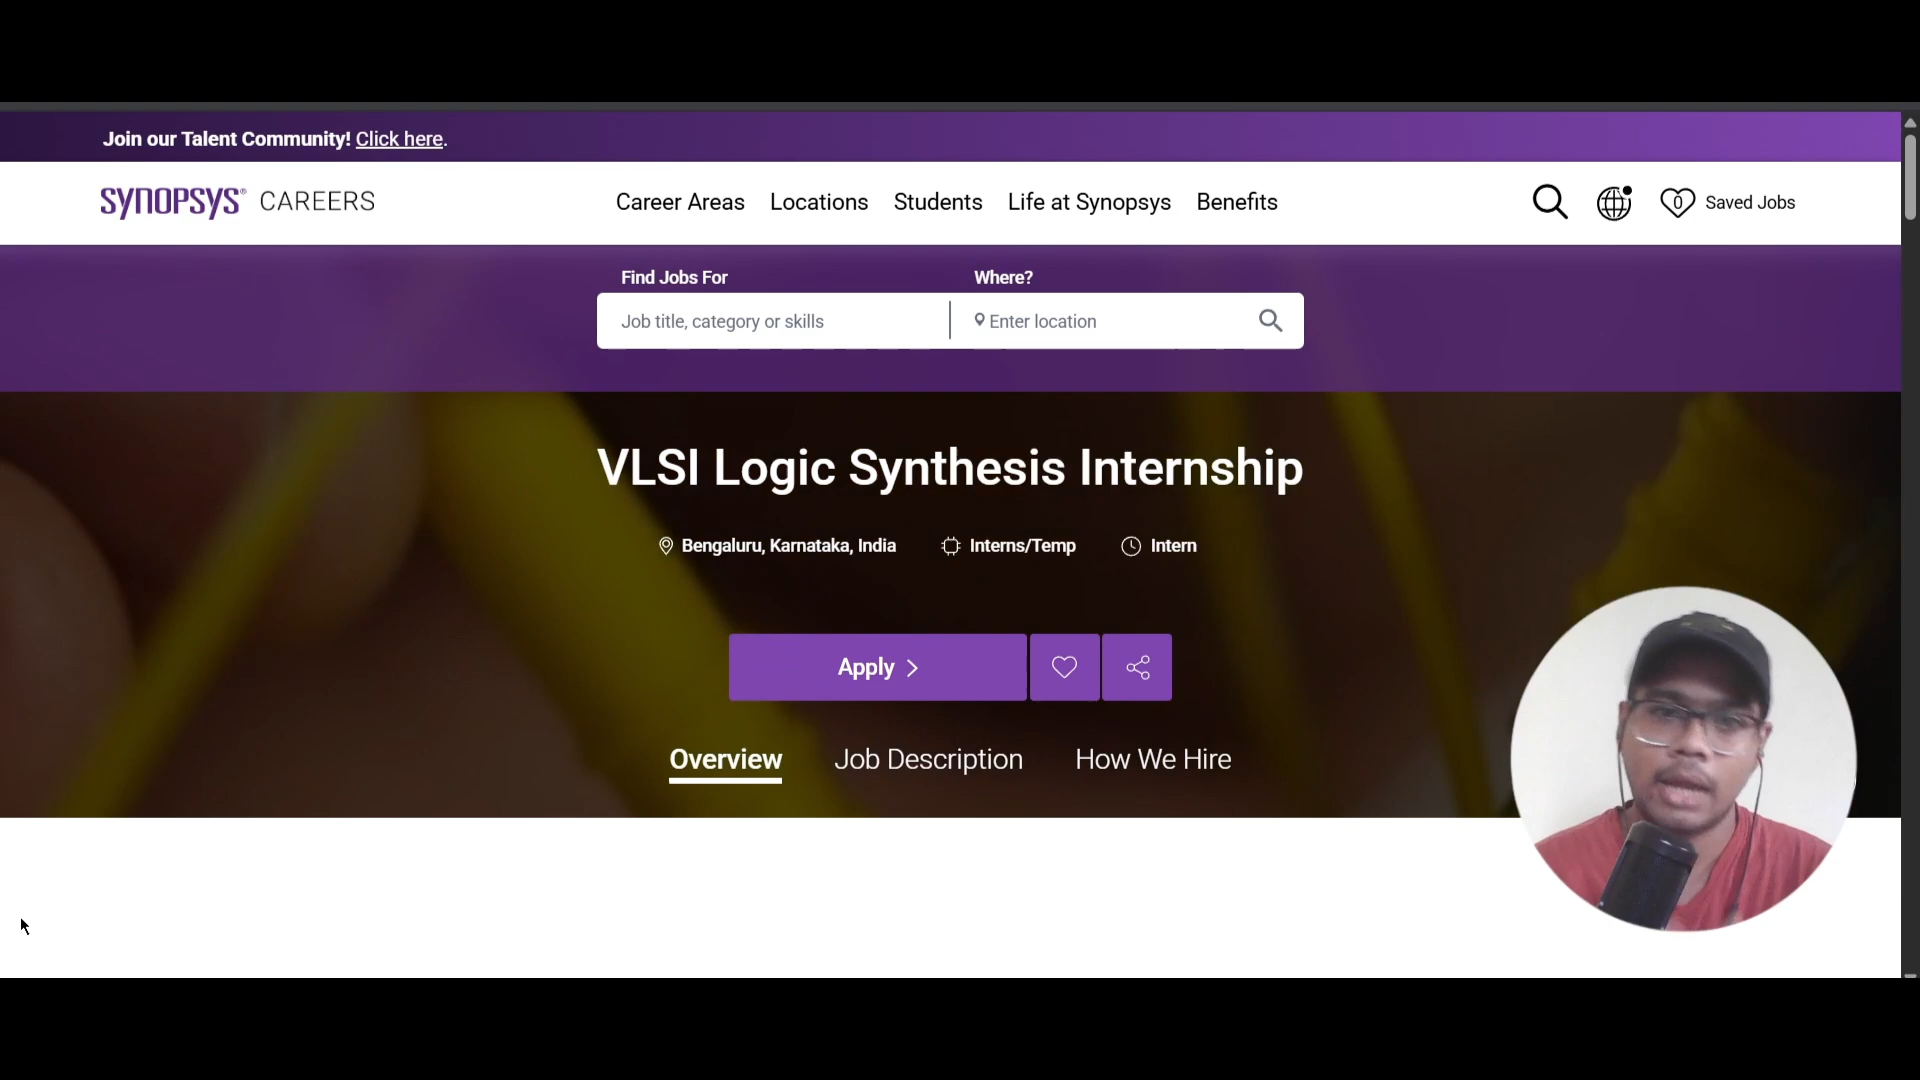 Join our Talent Community! Click here.
SYNOPSYS® CAREERS
Career Areas Locations Students Life at Synopsys Benefits
0 Saved Jobs
Find Jobs For Where?
Job title, category or skills Enter location
VLSI Logic Synthesis Internship
Bengaluru, Karnataka, India Interns/Temp Intern
Apply
Overview Job Description How We Hire